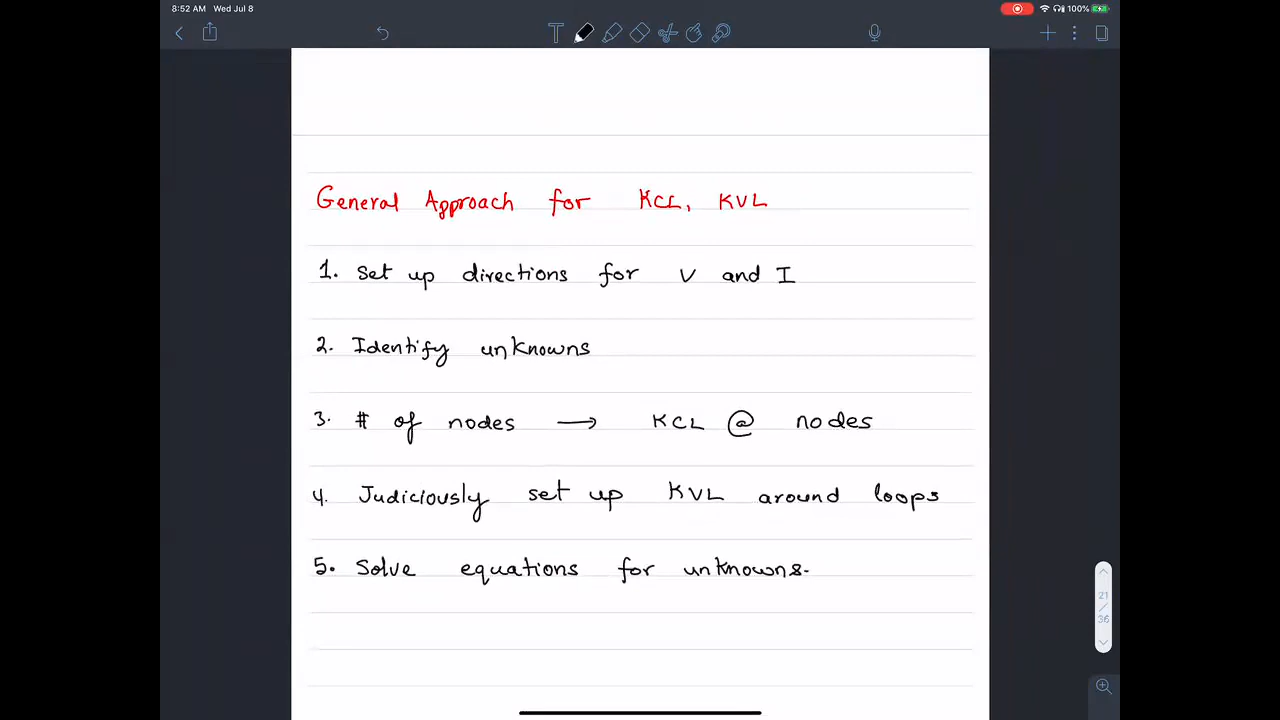 8:52 AM Wed Jul 8
100%
T
General Approach for KCL, KVL
1. Set up directions for V and I
2. Identify unknowns
3. # of nodes → KCL @ nodes
4. Judiciously set up KVL around loops
5. Solve equations for unknowns.
21
/
36